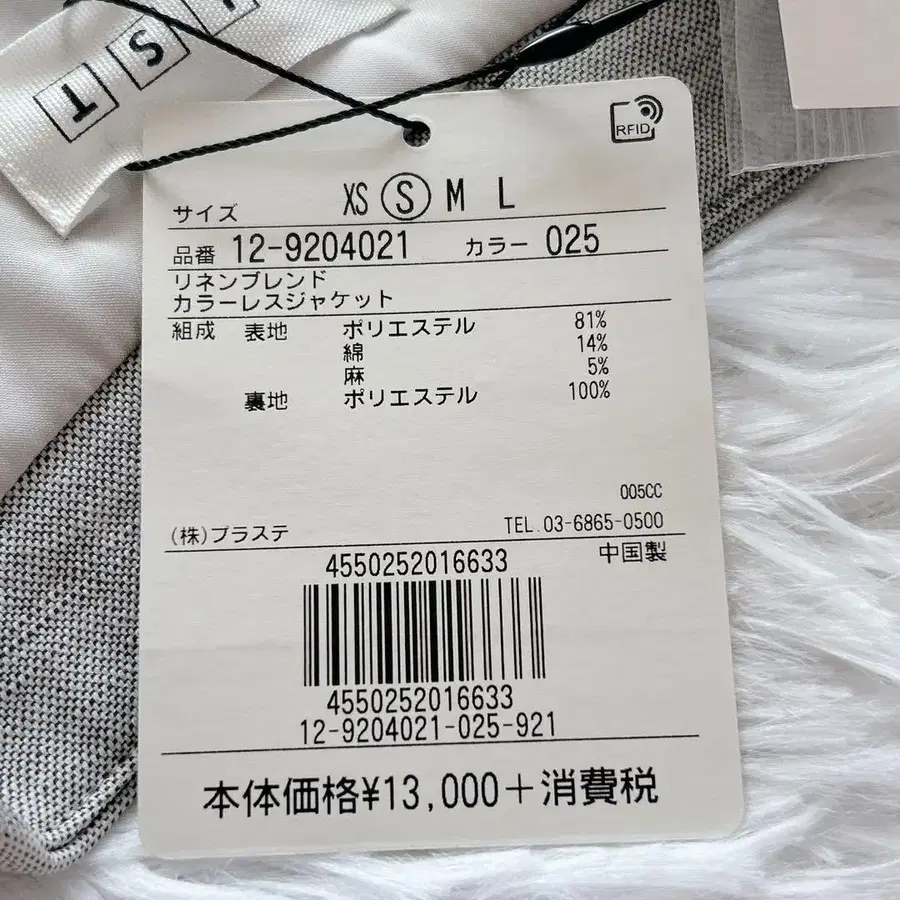 T S T
RFID
サイズ XS S M L
品番 12-9204021 カラー 025
リネンブレンド
カラーレスジャケット
組成 表地 ポリエステル 81%
綿 14%
麻 5%
裏地 ポリエステル 100%
005CC
(株)プラステ TEL.03-6865-0500
4550252016633 中国製
4550252016633
12-9204021-025-921
本体価格¥13,000+消費税